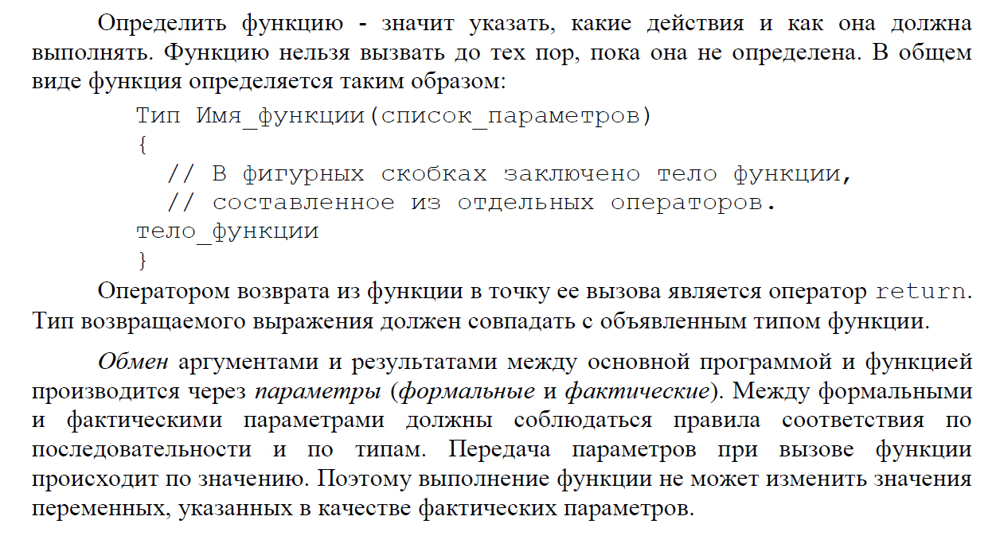 Определить функцию - значит указать, какие действия и как она должна
выполнять. Функцию нельзя вызвать до тех пор, пока она не определена. В общем
виде функция определяется таким образом:
Тип Имя_функции(список_параметров)
{
// В фигурных скобках заключено тело функции,
// составленное из отдельных операторов.
тело_функции
}
Оператором возврата из функции в точку ее вызова является оператор return.
Тип возвращаемого выражения должен совпадать с объявленным типом функции.
Обмен аргументами и результатами между основной программой и функцией
производится через параметры (формальные и фактические). Между формальными
и фактическими параметрами должны соблюдаться правила соответствия по
последовательности и по типам. Передача параметров при вызове функции
происходит по значению. Поэтому выполнение функции не может изменить значения
переменных, указанных в качестве фактических параметров.